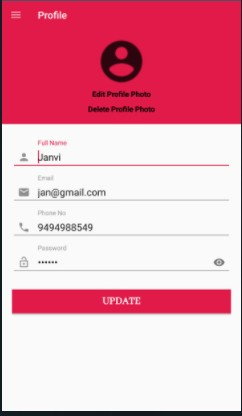 Profile
Edit Profile Photo
Delete Profile Photo
Full Name
Janvi
Email
jan@gmail.com
Phone No
9494988549
Password
••••••
UPDATE